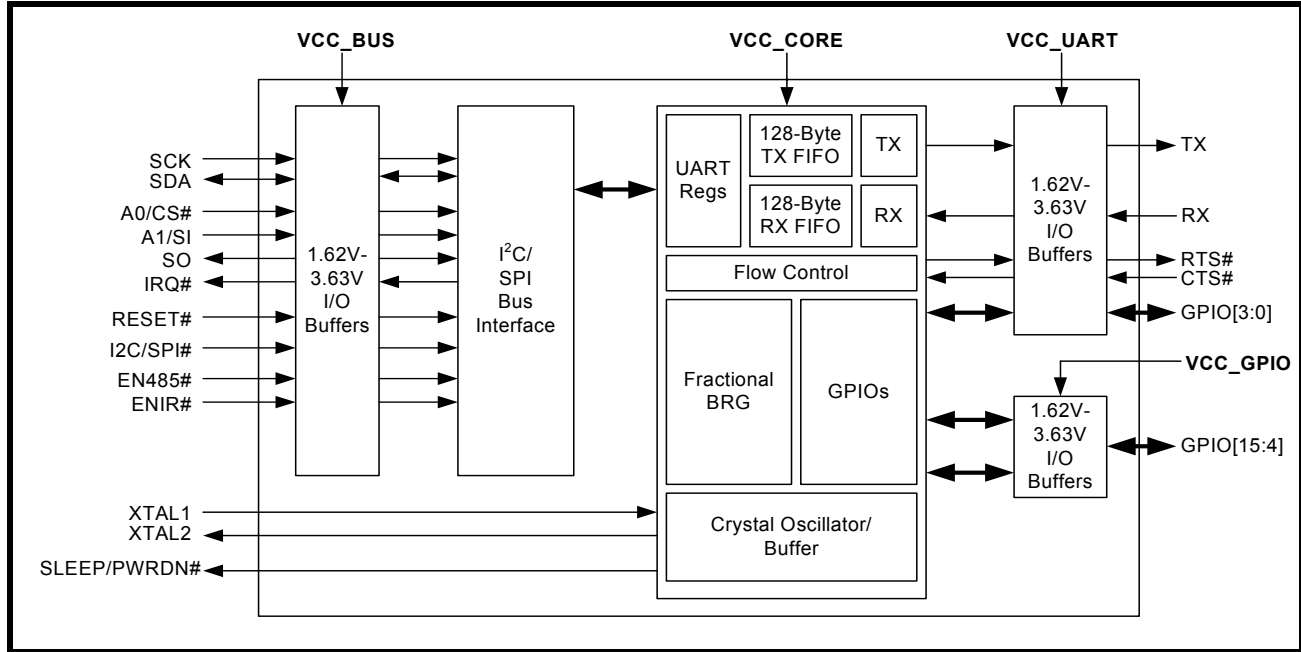 VCC_BUS
VCC_CORE
VCC_UART
SCK
SDA
A0/CS#
A1/SI
SO
IRQ#
RESET#
I2C/SPI#
EN485#
ENIR#
1.62V-
3.63V
I/O
Buffers
I²C/
SPI
Bus
Interface
UART
Regs
128-Byte
TX FIFO
TX
128-Byte
RX FIFO
RX
Flow Control
Fractional
BRG
GPIOs
Crystal Oscillator/
Buffer
1.62V-
3.63V
I/O
Buffers
TX
RX
RTS#
CTS#
GPIO[3:0]
VCC_GPIO
1.62V-
3.63V
I/O
Buffers
GPIO[15:4]
XTAL1
XTAL2
SLEEP/PWRDN#